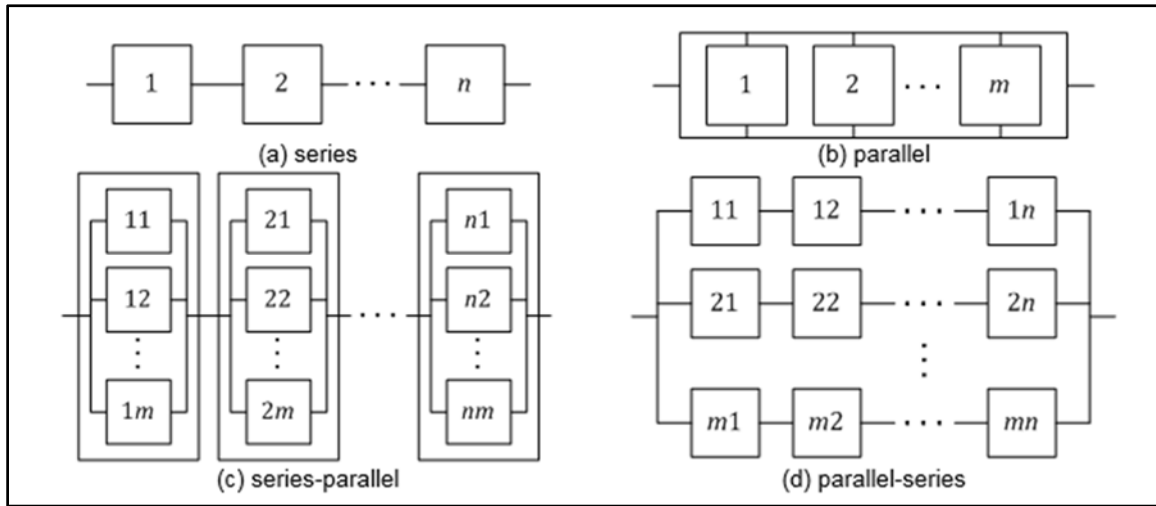 1 2 ··· n
(a) series
1 2 ··· m
(b) parallel
11 21 n1
12 22 ··· n2
⋮ ⋮ ⋮
1m 2m nm
(c) series-parallel
11 12 ··· 1n
21 22 ··· 2n
⋮
m1 m2 ··· mn
(d) parallel-series